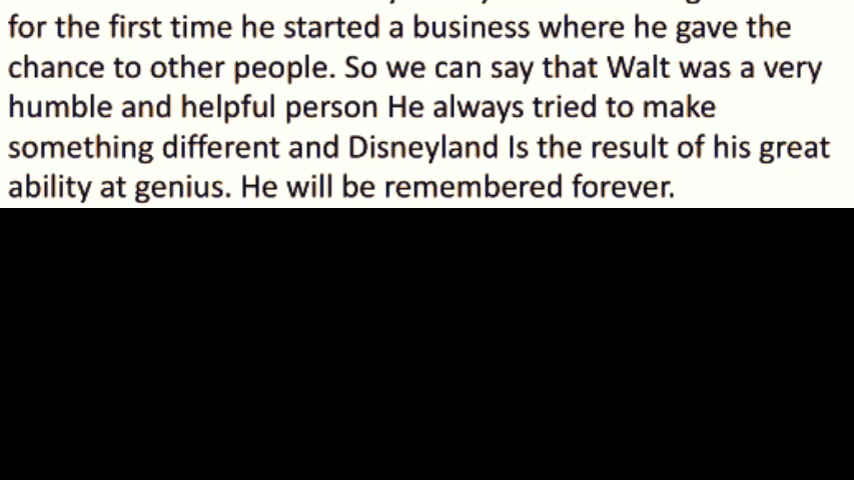 for the first time he started a business where he gave the
chance to other people. So we can say that Walt was a very
humble and helpful person He always tried to make
something different and Disneyland Is the result of his great
ability at genius. He will be remembered forever.